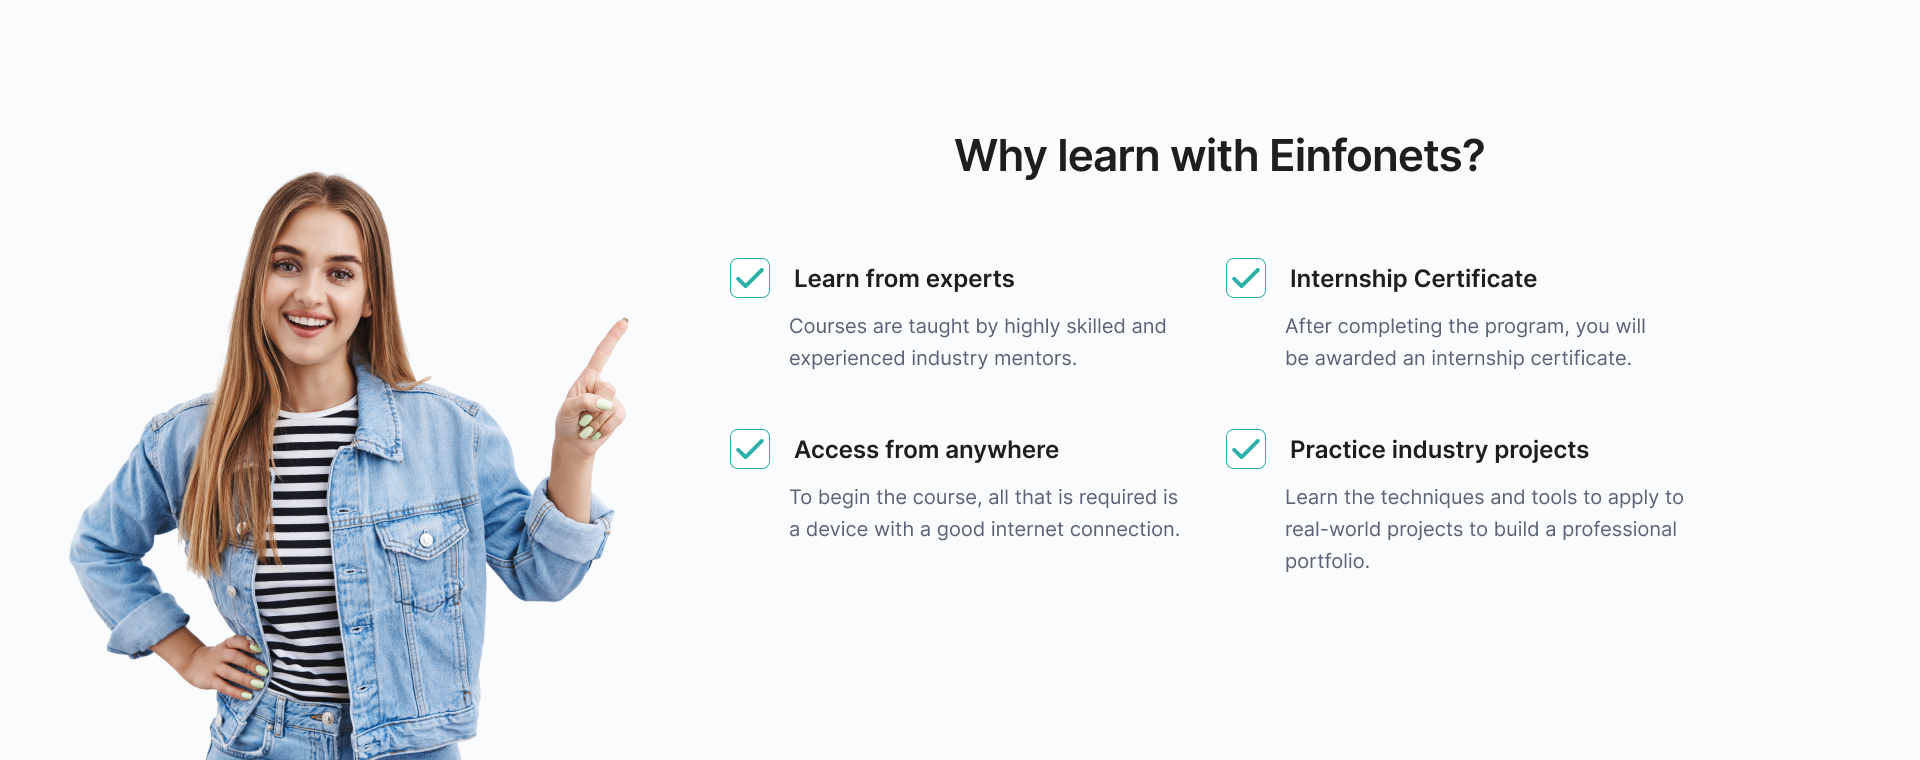 Why learn with Einfonets?
Learn from experts
Courses are taught by highly skilled and
experienced industry mentors.
Internship Certificate
After completing the program, you will
be awarded an internship certificate.
Access from anywhere
To begin the course, all that is required is
a device with a good internet connection.
Practice industry projects
Learn the techniques and tools to apply to
real-world projects to build a professional
portfolio.